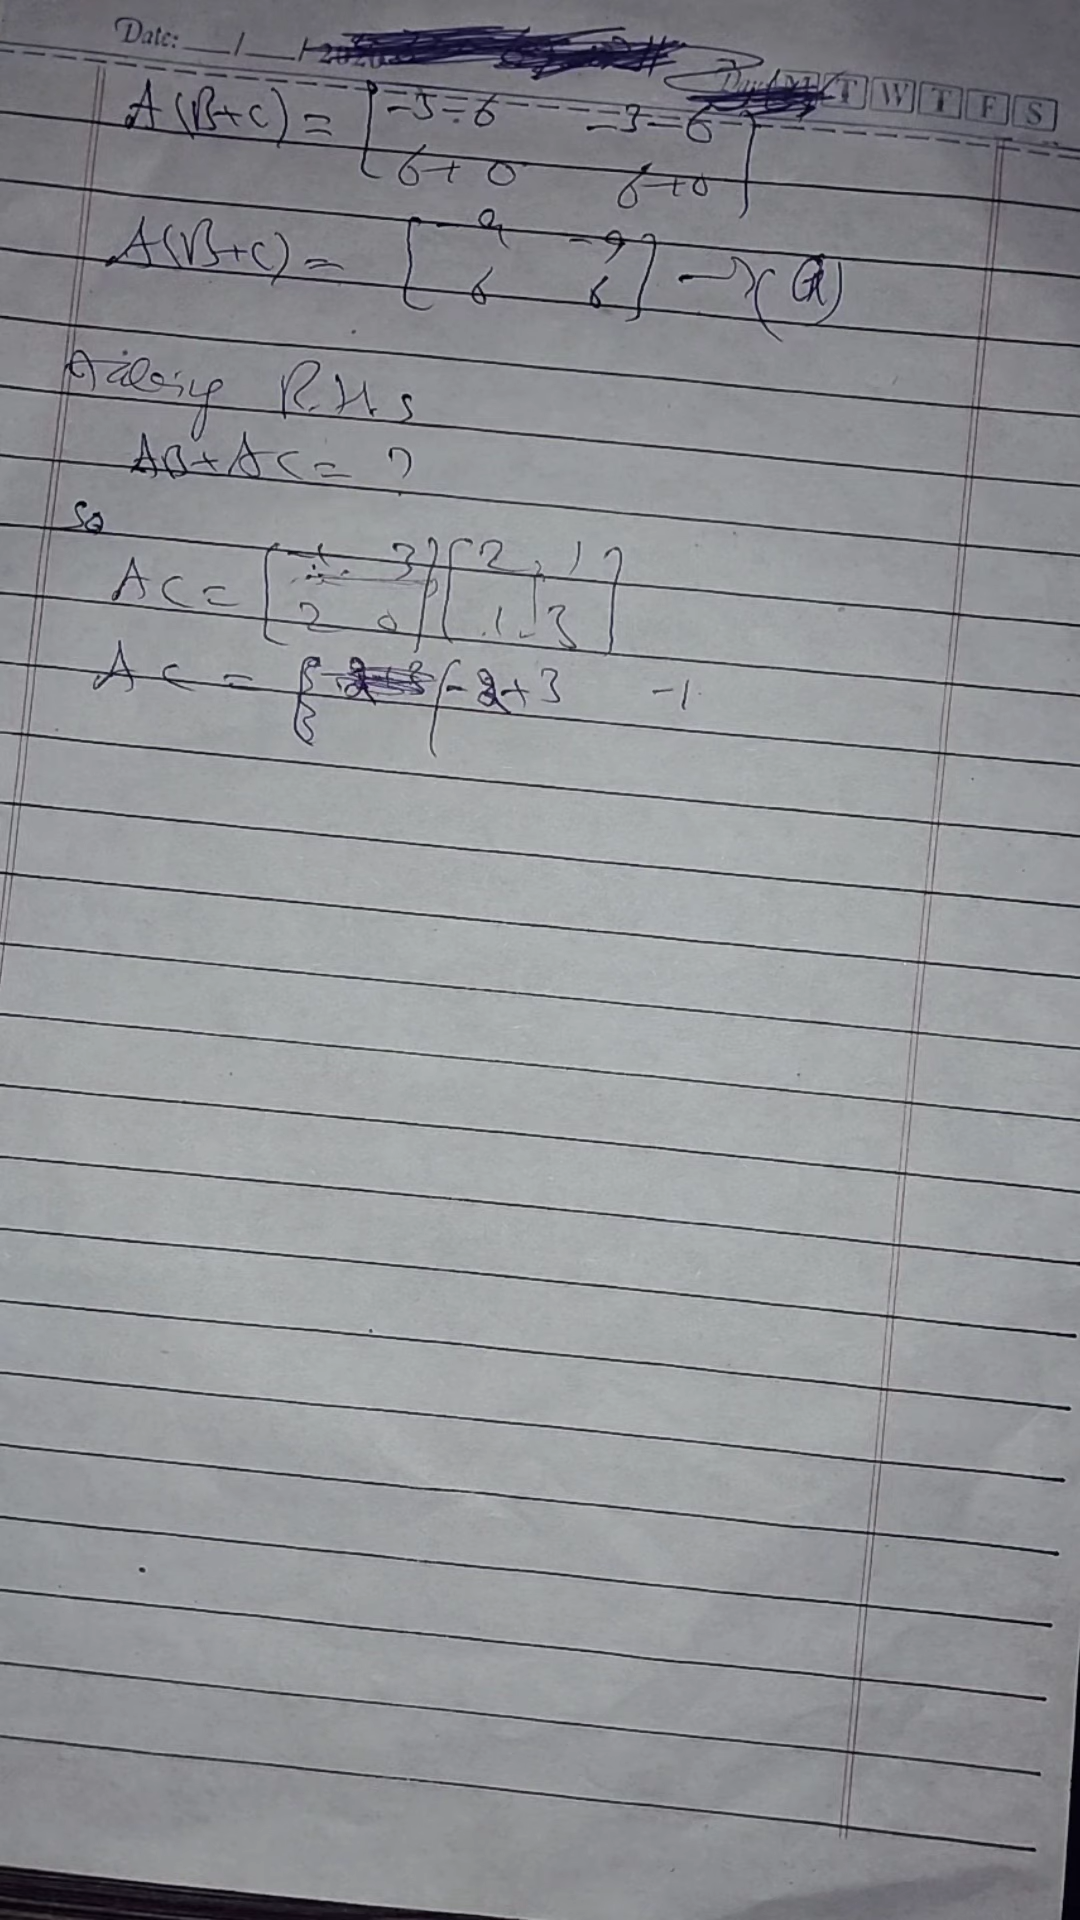 Date: __/__/
T W T F S
A(B+C) = [ -3-6 -3-6
6+0 6+0 ]
A(B+C) = [ -9 -9
6 6 ] → (a)
RHS
AB+AC = ?
So
AC = [ 3 ] [ 2, 1 ]
2 0 1 3
AC = [ -2+3 -1